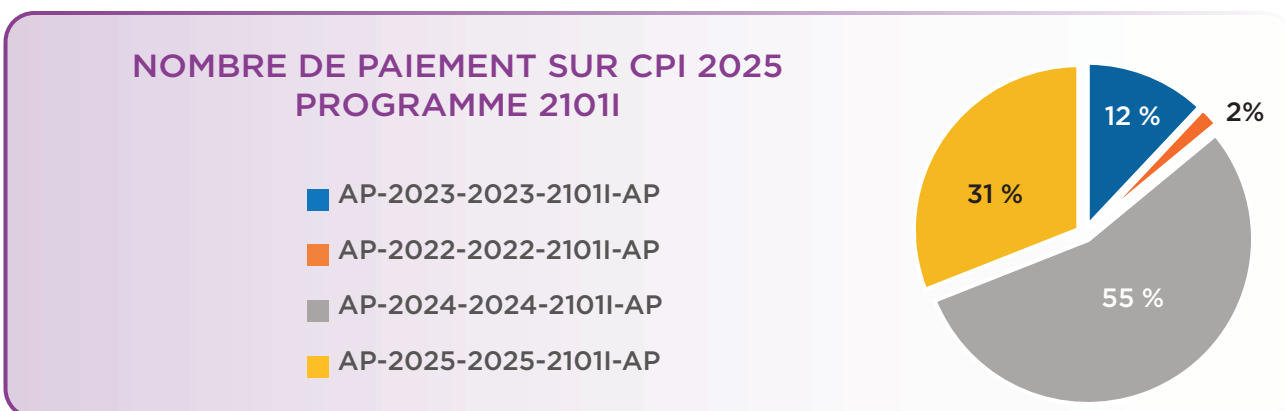 NOMBRE DE PAIEMENT SUR CPI 2025
PROGRAMME 2101I
AP-2023-2023-2101I-AP
AP-2022-2022-2101I-AP
AP-2024-2024-2101I-AP
AP-2025-2025-2101I-AP
12 %
2%
31 %
55 %